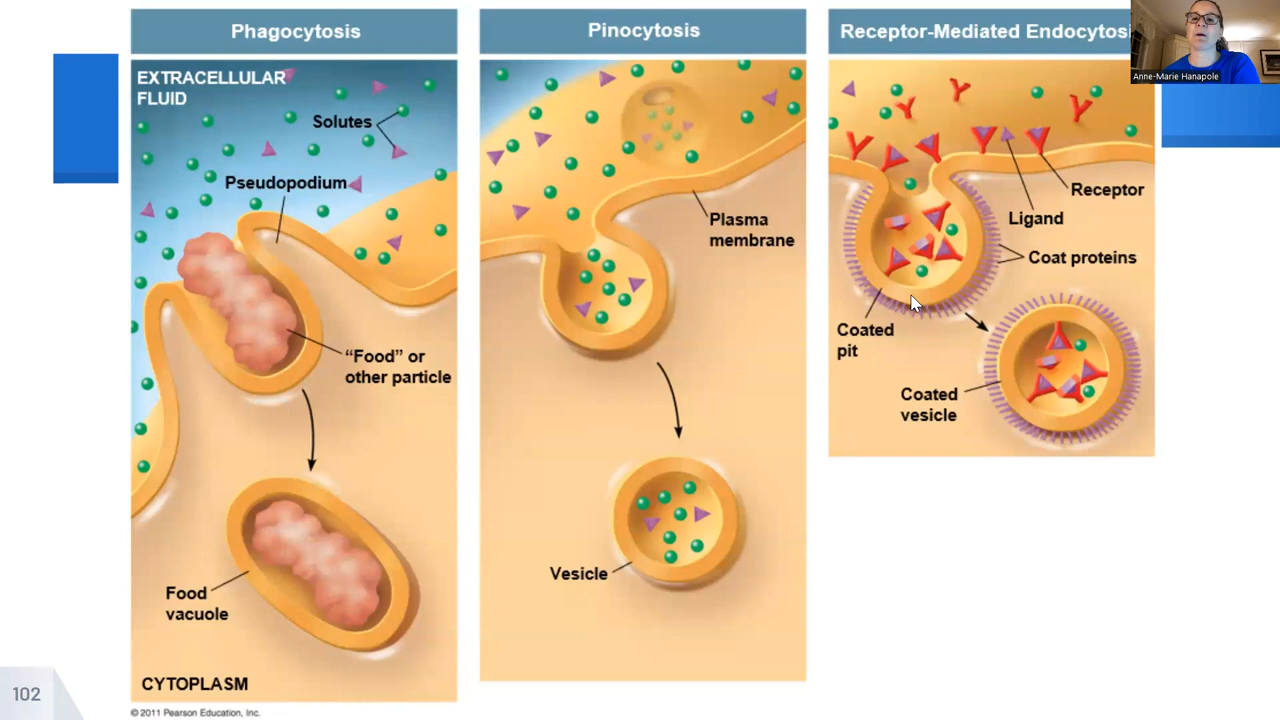 Phagocytosis
EXTRACELLULAR
FLUID
Solutes
Pseudopodium
“Food” or
other particle
Food
vacuole
CYTOPLASM
© 2011 Pearson Education, Inc.
Pinocytosis
Plasma
membrane
Vesicle
Receptor-Mediated Endocytosi
Receptor
Ligand
Coat proteins
Coated
pit
Coated
vesicle
Anne-Marie Hanapole
102